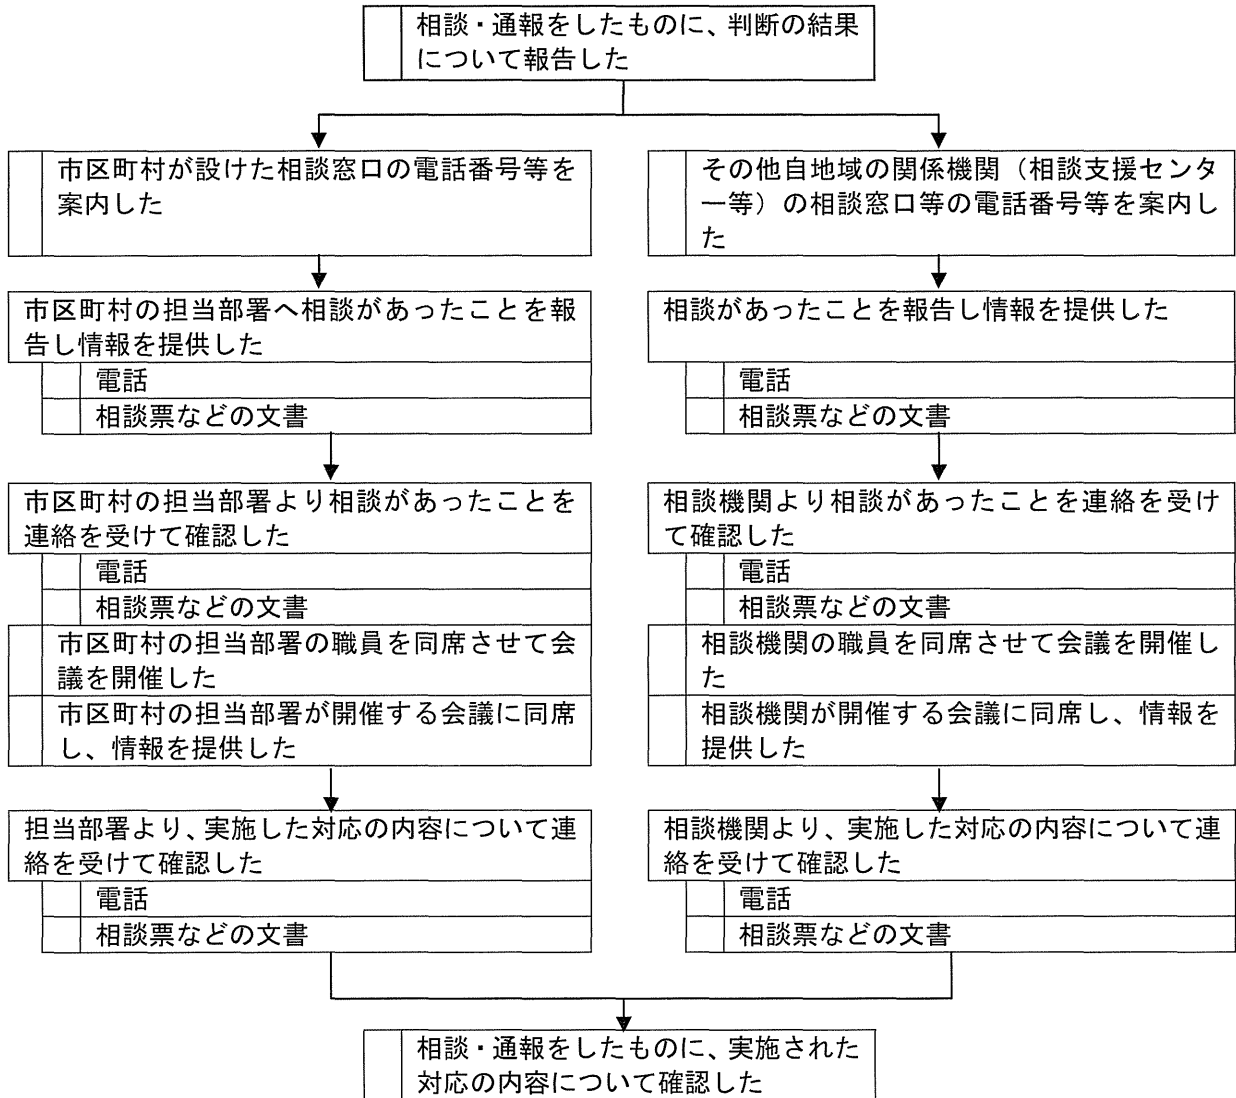 相談・通報をしたものに、判断の結果
について報告した
市区町村が設けた相談窓口の電話番号等を
案内した
市区町村の担当部署へ相談があったことを報
告し情報を提供した
電話
相談票などの文書
市区町村の担当部署より相談があったことを
連絡を受けて確認した
電話
相談票などの文書
市区町村の担当部署の職員を同席させて会
議を開催した
市区町村の担当部署が開催する会議に同席
し、情報を提供した
担当部署より、実施した対応の内容について連
絡を受けて確認した
電話
相談票などの文書
その他自地域の関係機関（相談支援センタ
ー等）の相談窓口等の電話番号等を案内し
た
相談があったことを報告し情報を提供した
電話
相談票などの文書
相談機関より相談があったことを連絡を受け
て確認した
電話
相談票などの文書
相談機関の職員を同席させて会議を開催し
た
相談機関が開催する会議に同席し、情報を
提供した
相談機関より、実施した対応の内容について連
絡を受けて確認した
電話
相談票などの文書
相談・通報をしたものに、実施された
対応の内容について確認した